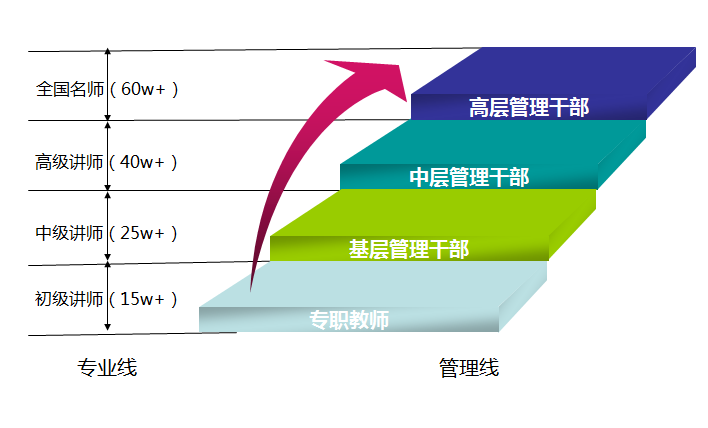 全国名师（60w+）
高层管理干部
高级讲师（40w+）
中层管理干部
中级讲师（25w+）
基层管理干部
初级讲师（15w+）
专职教师
专业线
管理线